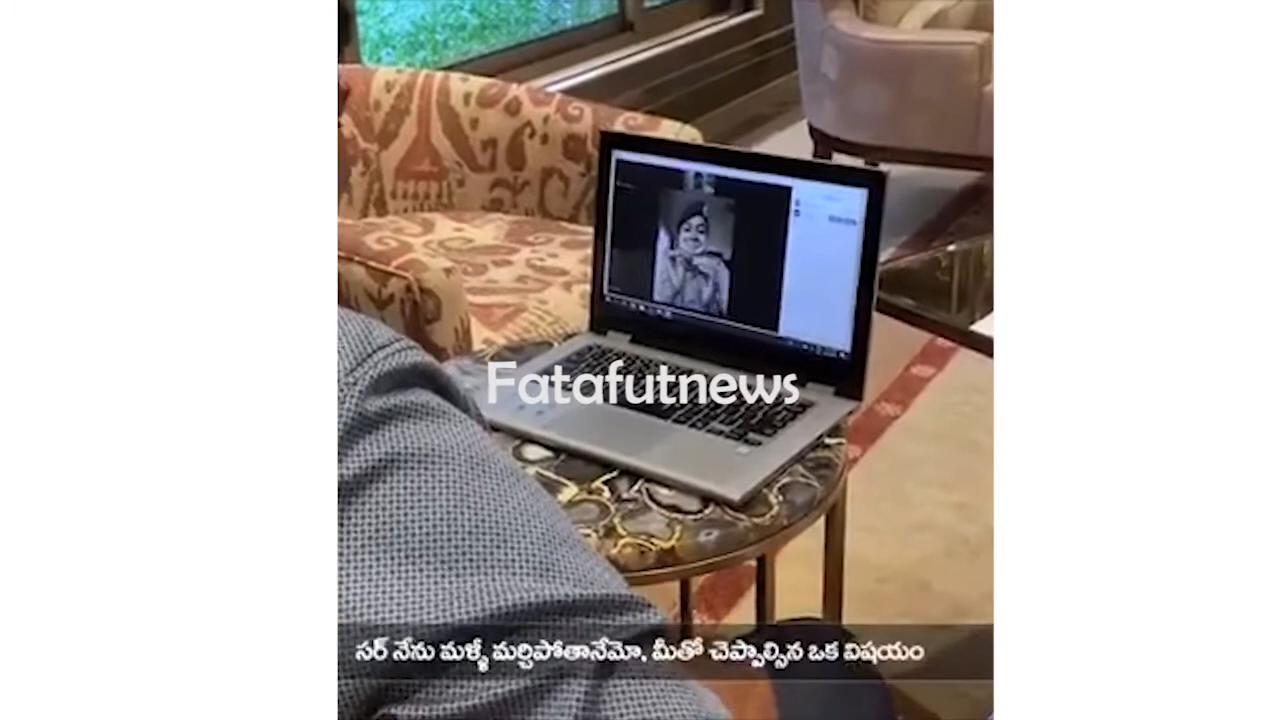 Fatafutnews
సర్ నేను మళ్ళీ మర్చిపోతానేమో, మీతో చెప్పాల్సిన ఒక విషయం